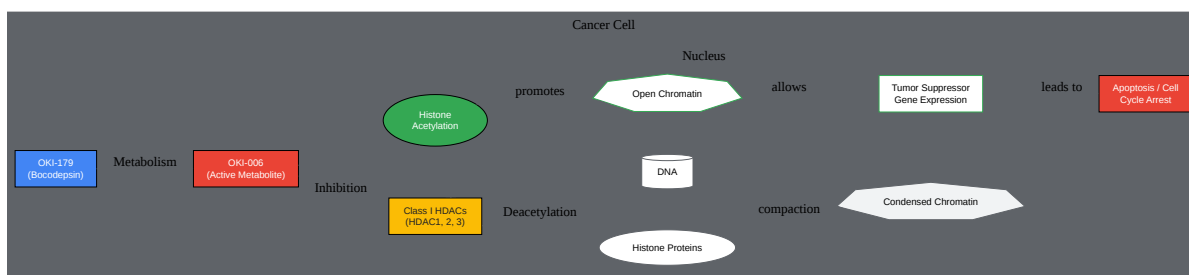 Cancer Cell
Nucleus
OKI-179
(Bocodepsin)
Metabolism
OKI-006
(Active Metabolite)
Inhibition
Histone
Acetylation
promotes
Open Chromatin
allows
Tumor Suppressor
Gene Expression
leads to
Apoptosis / Cell
Cycle Arrest
Class I HDACs
(HDAC1, 2, 3)
Deacetylation
DNA
Histone Proteins
compaction
Condensed Chromatin